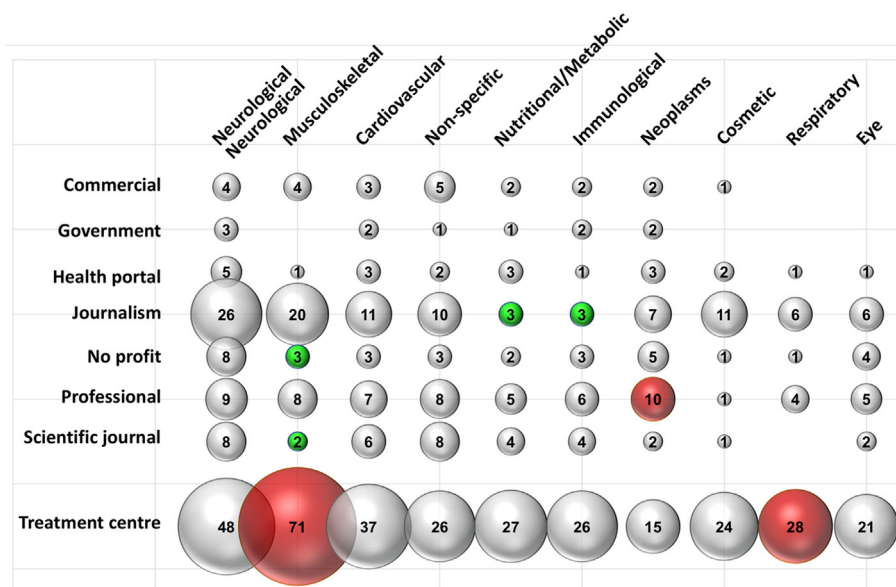 Neurological
Neurological
Musculoskeletal
Cardiovascular
Non-specific
Nutritional/Metabolic
Immunological
Neoplasms
Cosmetic
Respiratory
Eye
Commercial 4 4 3 5 2 2 2 1
Government 3 2 1 1 2 2
Health portal 5 1 3 2 3 1 3 2 1 1
Journalism 26 20 11 10 3 3 7 11 6 6
No profit 8 3 3 3 2 3 5 1 1 4
Professional 9 8 7 8 5 6 10 1 4 5
Scientific journal 8 2 6 8 4 4 2 1 2
Treatment centre 48 71 37 26 27 26 15 24 28 21